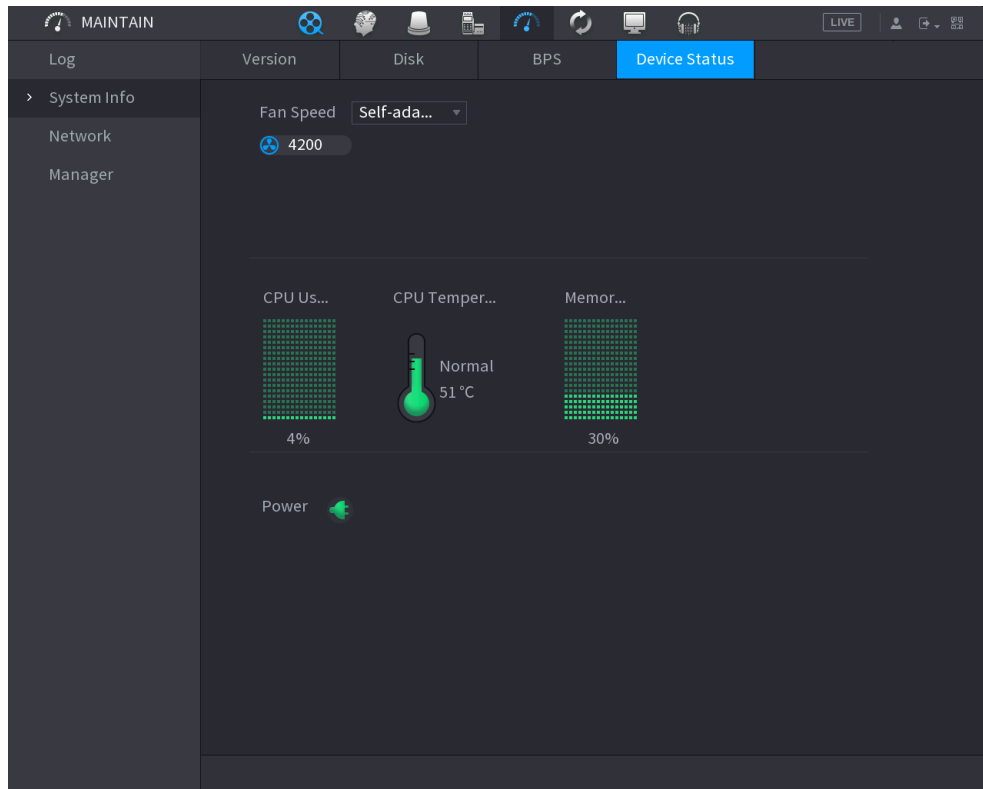 MAINTAIN
LIVE
Log
Version
Disk
BPS
Device Status
System Info
Network
Manager
Fan Speed
Self-ada...
4200
CPU Us...
CPU Temper...
Memor...
Normal
51℃
4%
30%
Power